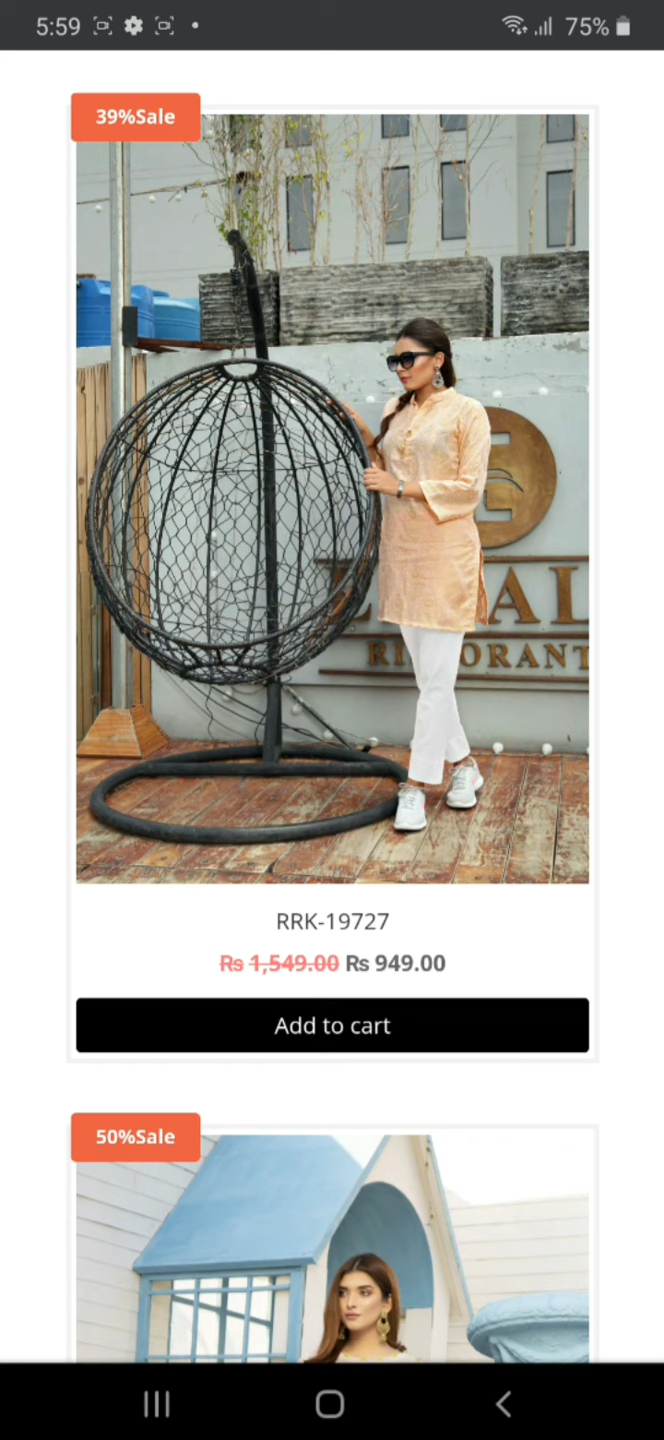 5:59
75%
39%Sale
RISTORANT
RRK-19727
₨ 1,549.00 ₨ 949.00
Add to cart
50%Sale